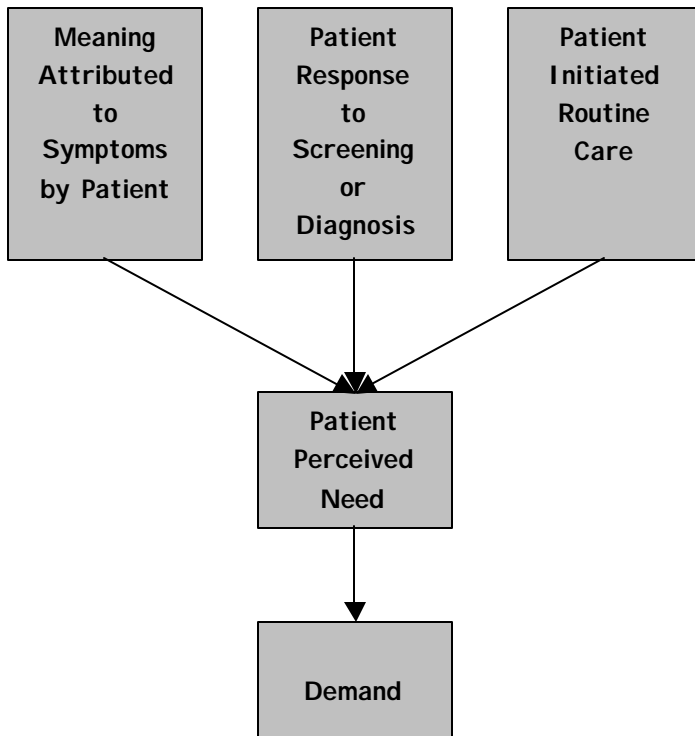 Meaning
Attributed
to
Symptoms
by Patient
Patient
Response
to
Screening
or
Diagnosis
Patient
Initiated
Routine
Care
Patient
Perceived
Need
Demand